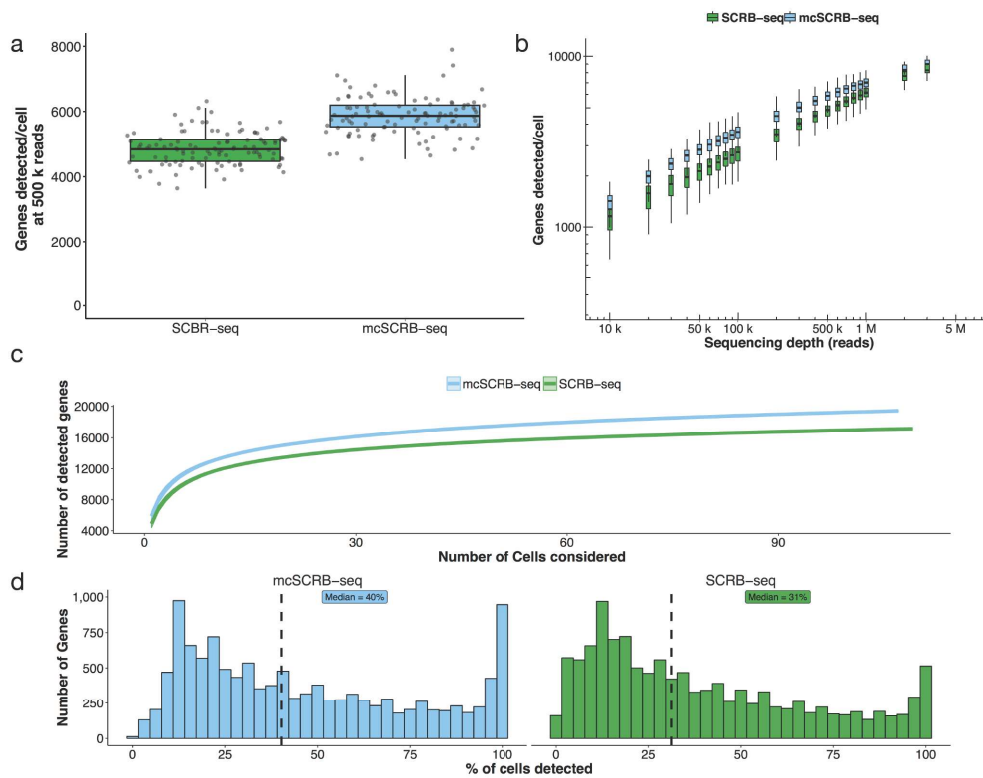 a
8000
6000
4000
2000
0
Genes detected/cell
at 500 k reads
SCBR-seq
mcSCRB-seq
b
SCRB-seq mcSCRB-seq
10000
1000
Genes detected/cell
10 k
50 k
100 k
500 k
1 M
5 M
Sequencing depth (reads)
c
mcSCRB-seq SCRB-seq
Number of detected genes
20000
16000
12000
8000
4000
0
30
60
90
Number of Cells considered
d
mcSCRB-seq
SCRB-seq
Median = 40%
Median = 31%
Number of Genes
1,000
750
500
250
0
0
25
50
75
100
0
25
50
75
100
% of cells detected